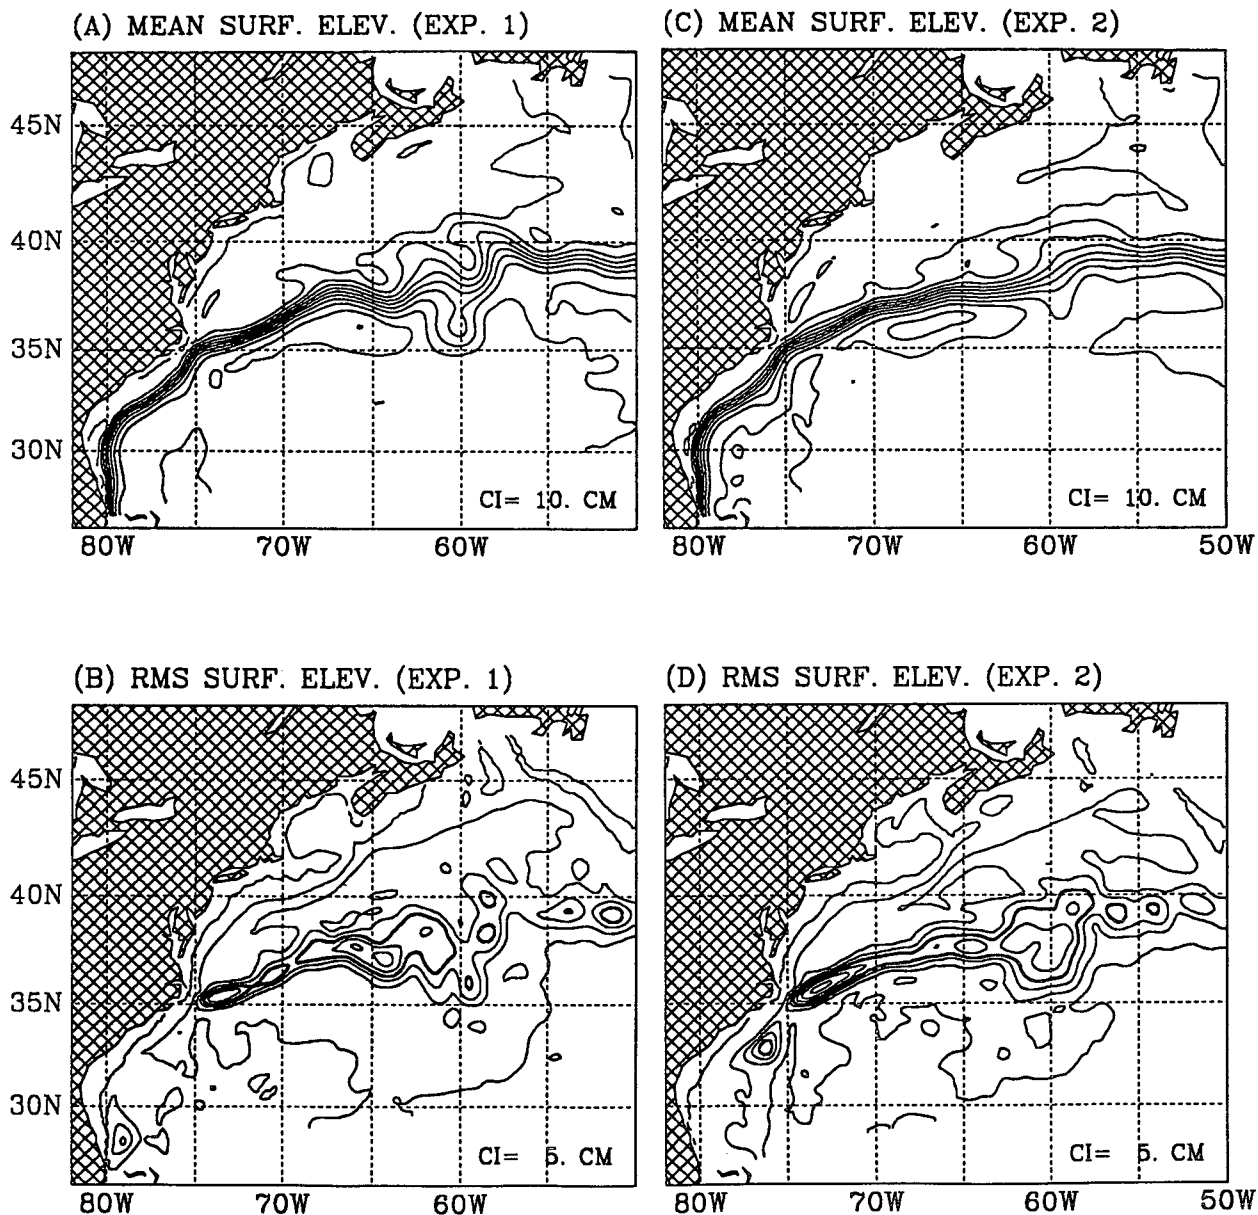 (A) MEAN SURF. ELEV. (EXP. 1)
(C) MEAN SURF. ELEV. (EXP. 2)
45N
40N
35N
30N
CI= 10. CM
CI= 10. CM
80W
70W
60W
80W
70W
60W
50W
(B) RMS SURF. ELEV. (EXP. 1)
(D) RMS SURF. ELEV. (EXP. 2)
45N
40N
35N
30N
CI= 5. CM
CI= 5. CM
80W
70W
60W
80W
70W
60W
50W